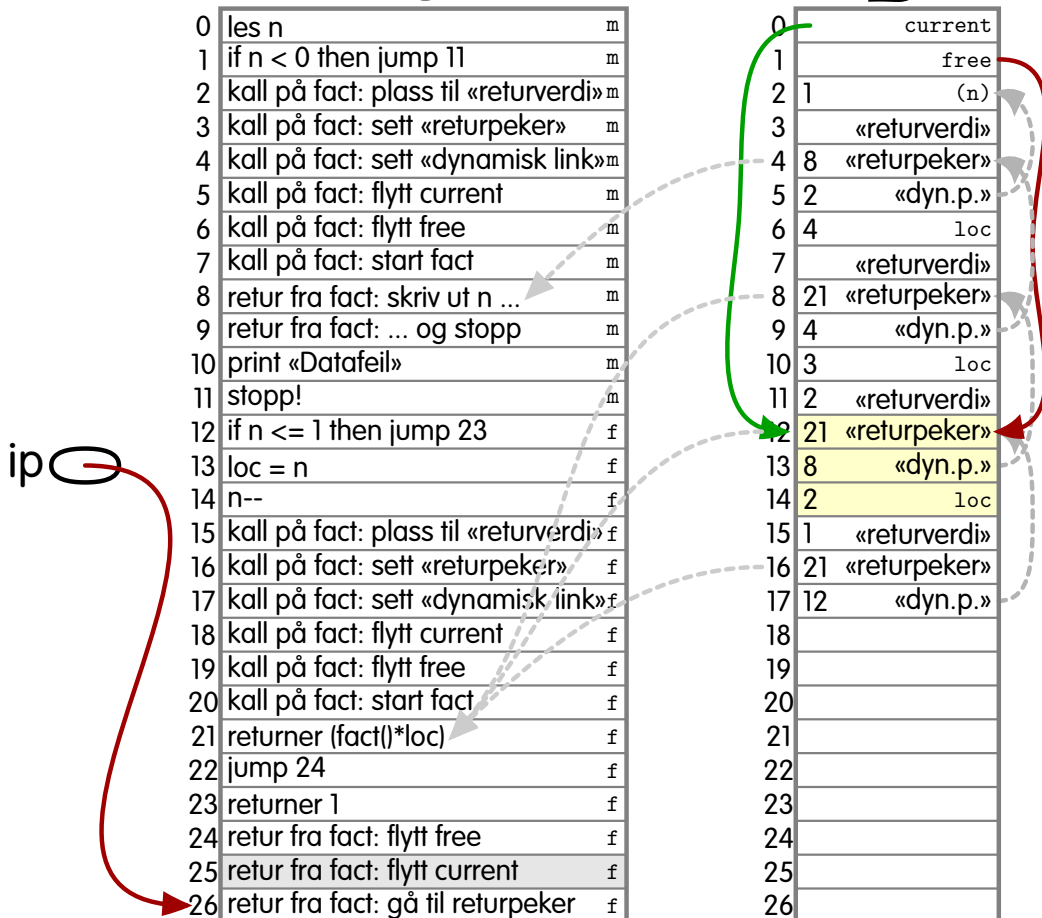 0 les n m
1 if n < 0 then jump 11 m
2 kall på fact: plass til «returverdi» m
3 kall på fact: sett «returpeker» m
4 kall på fact: sett «dynamisk link» m
5 kall på fact: flytt current m
6 kall på fact: flytt free m
7 kall på fact: start fact m
8 retur fra fact: skriv ut n ... m
9 retur fra fact: ... og stopp m
10 print «Datafeil» m
11 stopp! m
12 if n <= 1 then jump 23 f
ip
13 loc = n f
14 n-- f
15 kall på fact: plass til «returverdi» f
16 kall på fact: sett «returpeker» f
17 kall på fact: sett «dynamisk link» f
18 kall på fact: flytt current f
19 kall på fact: flytt free f
20 kall på fact: start fact f
21 returner (fact()*loc) f
22 jump 24 f
23 returner 1 f
24 retur fra fact: flytt free f
25 retur fra fact: flytt current f
26 retur fra fact: gå til returpeker f
0 current
1 free
2 1 (n)
3 «returverdi»
4 8 «returpeker»
5 2 «dyn.p.»
6 4 loc
7 «returverdi»
8 21 «returpeker»
9 4 «dyn.p.»
10 3 loc
11 2 «returverdi»
12 21 «returpeker»
13 8 «dyn.p.»
14 2 loc
15 1 «returverdi»
16 21 «returpeker»
17 12 «dyn.p.»
18
19
20
21
22
23
24
25
26